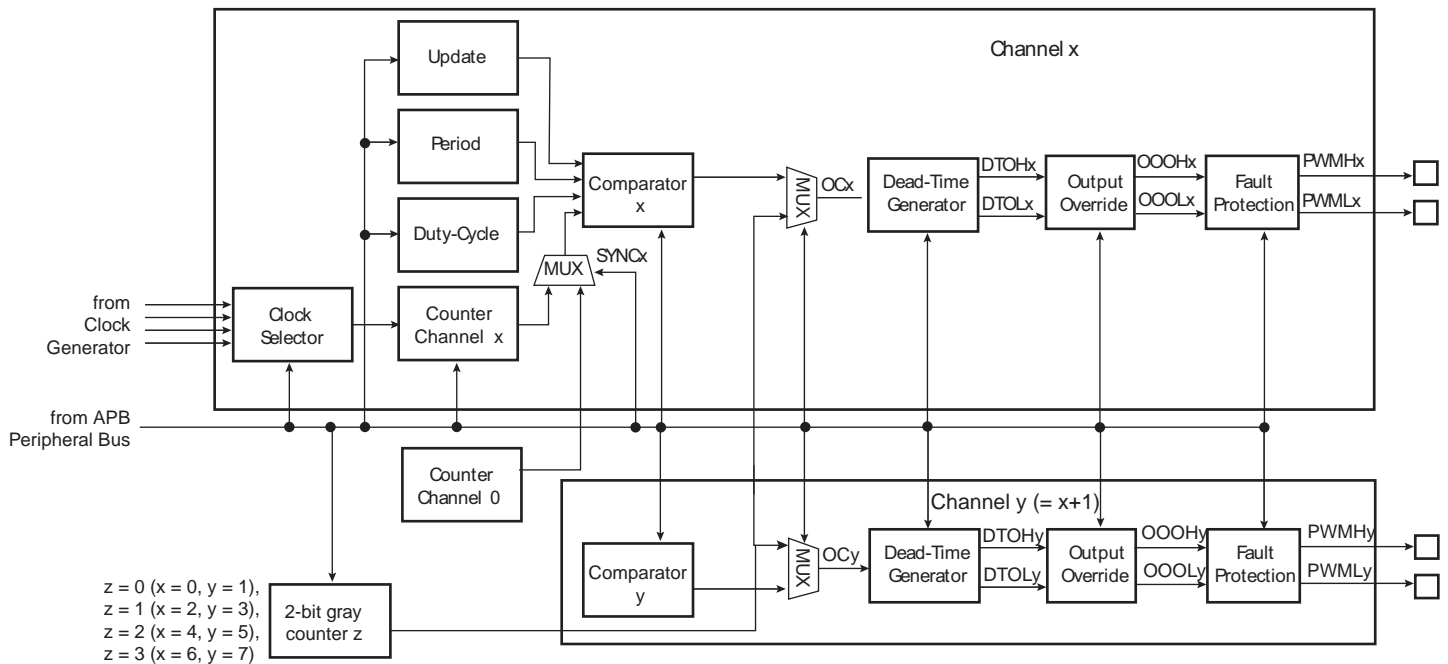 Channel x
Update
Period
Duty-Cycle
Comparator
x
MUX
SYNCx
MUX
OCx
Dead-Time
Generator
DTOHx
DTOLx
Output
Override
OOOHx
OOOLx
Fault
Protection
PWMHx
PWMLx
from
Clock
Generator
Clock
Selector
Counter
Channel x
from APB
Peripheral Bus
Counter
Channel 0
Channel y (= x+1)
Comparator
y
MUX
OCy
Dead-Time
Generator
DTOHy
DTOLy
Output
Override
OOOHy
OOOLy
Fault
Protection
PWMHy
PWMLy
z = 0 (x = 0, y = 1),
z = 1 (x = 2, y = 3),
z = 2 (x = 4, y = 5),
z = 3 (x = 6, y = 7)
2-bit gray
counter z